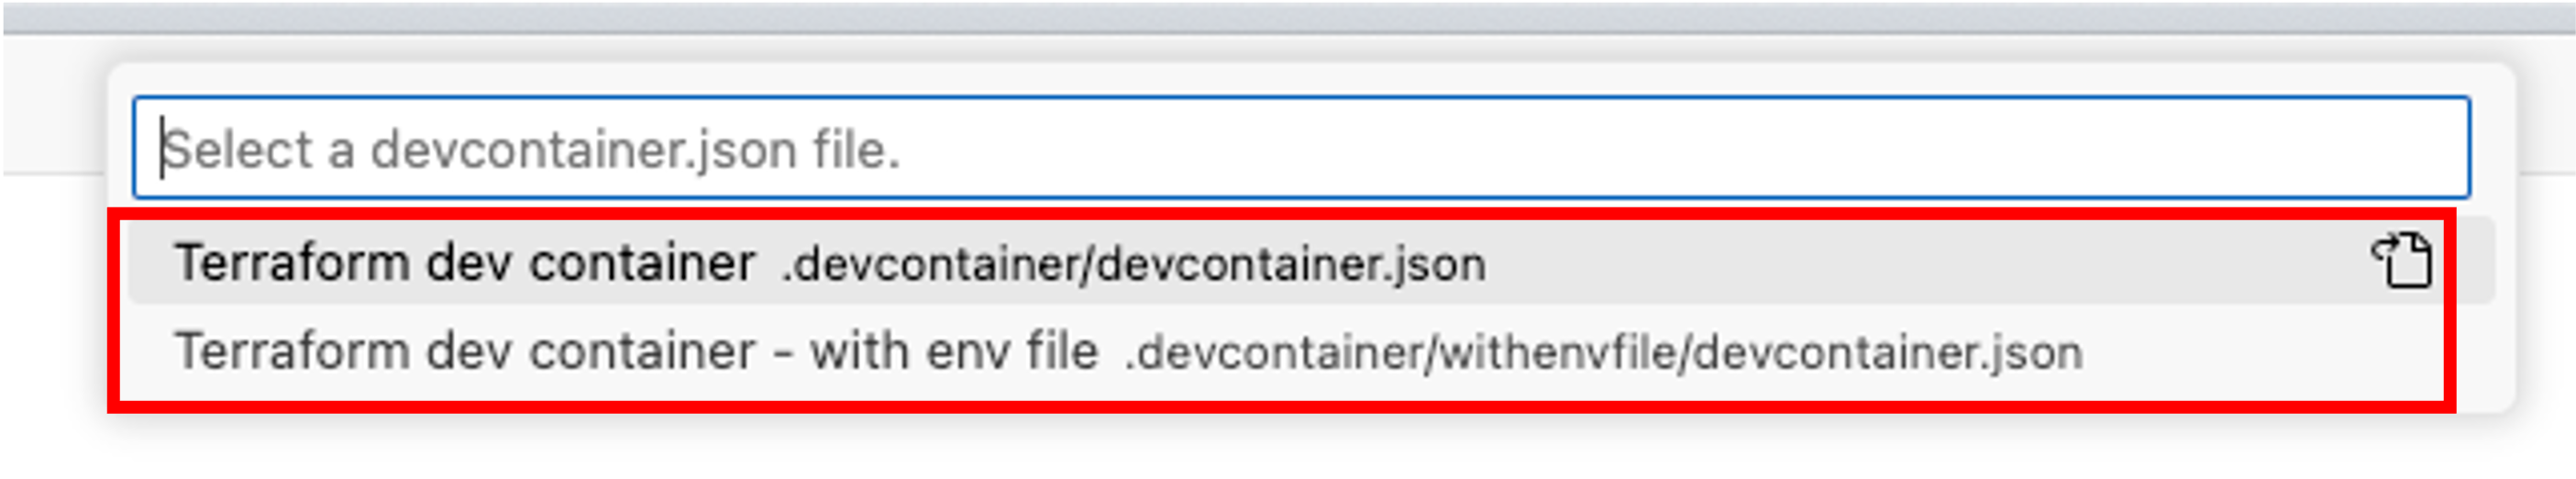 Select a devcontainer.json file.
Terraform dev container .devcontainer/devcontainer.json
Terraform dev container - with env file .devcontainer/withenvfile/devcontainer.json